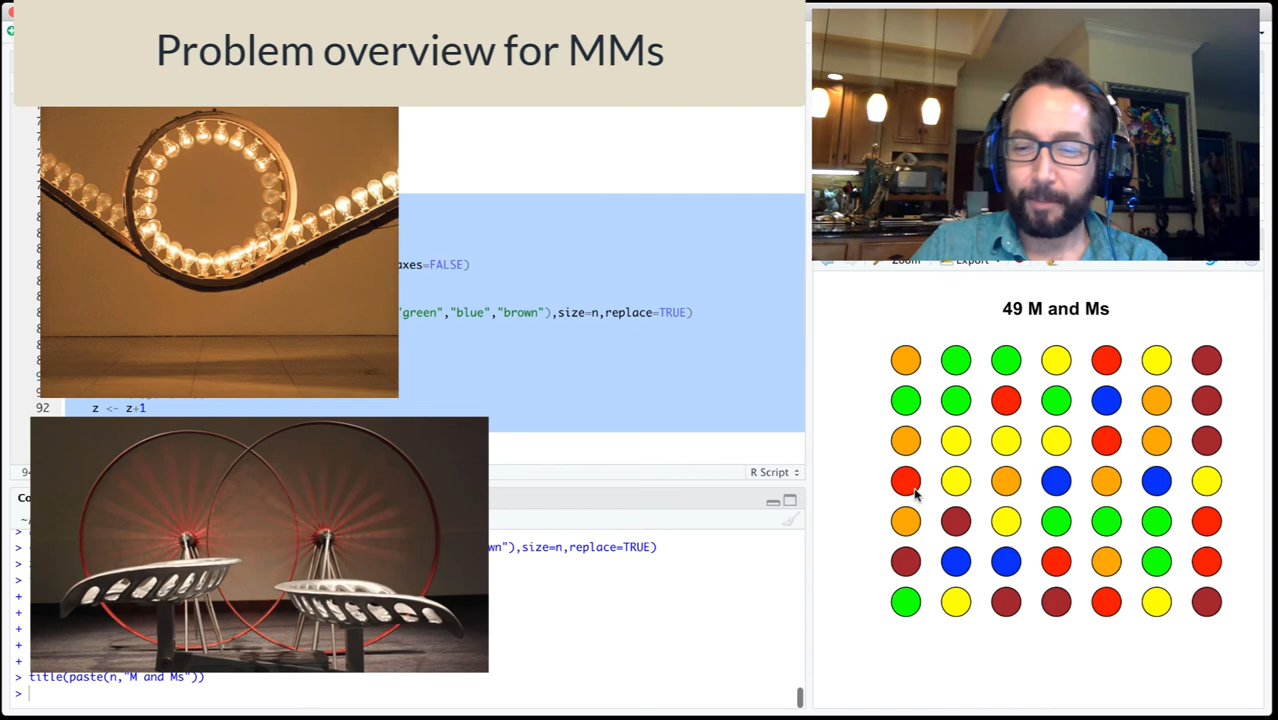 Problem overview for MMs
axes=FALSE)
"green","blue","brown"),size=n,replace=TRUE)
92 z <- z+1
R Script
wn"),size=n,replace=TRUE)
>
>
>
+
+
+
+
+
> title(paste(n,"M and Ms"))
>
49 M and Ms